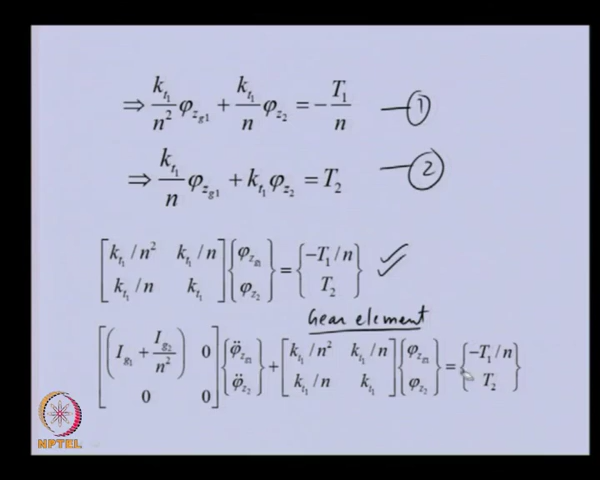 ⇒ k_{t_1}/n² φ_{z_{g1}} + k_{t_1}/n φ_{z_2} = −T_1/n —①
⇒ k_{t_1}/n φ_{z_{g1}} + k_{t_1} φ_{z_2} = T_2 —②
[k_{t_1}/n² k_{t_1}/n; k_{t_1}/n k_{t_1}] {φ_{z_{g1}}; φ_{z_2}} = {−T_1/n; T_2} ✓✓
Gear element
[(I_{g_1} + I_{g_2}/n²) 0; 0 0] {φ̈_{z_{g1}}; φ̈_{z_2}} + [k_{t_1}/n² k_{t_1}/n; k_{t_1}/n k_{t_1}] {φ_{z_{g1}}; φ_{z_2}} = {−T_1/n; T_2}
NPTEL